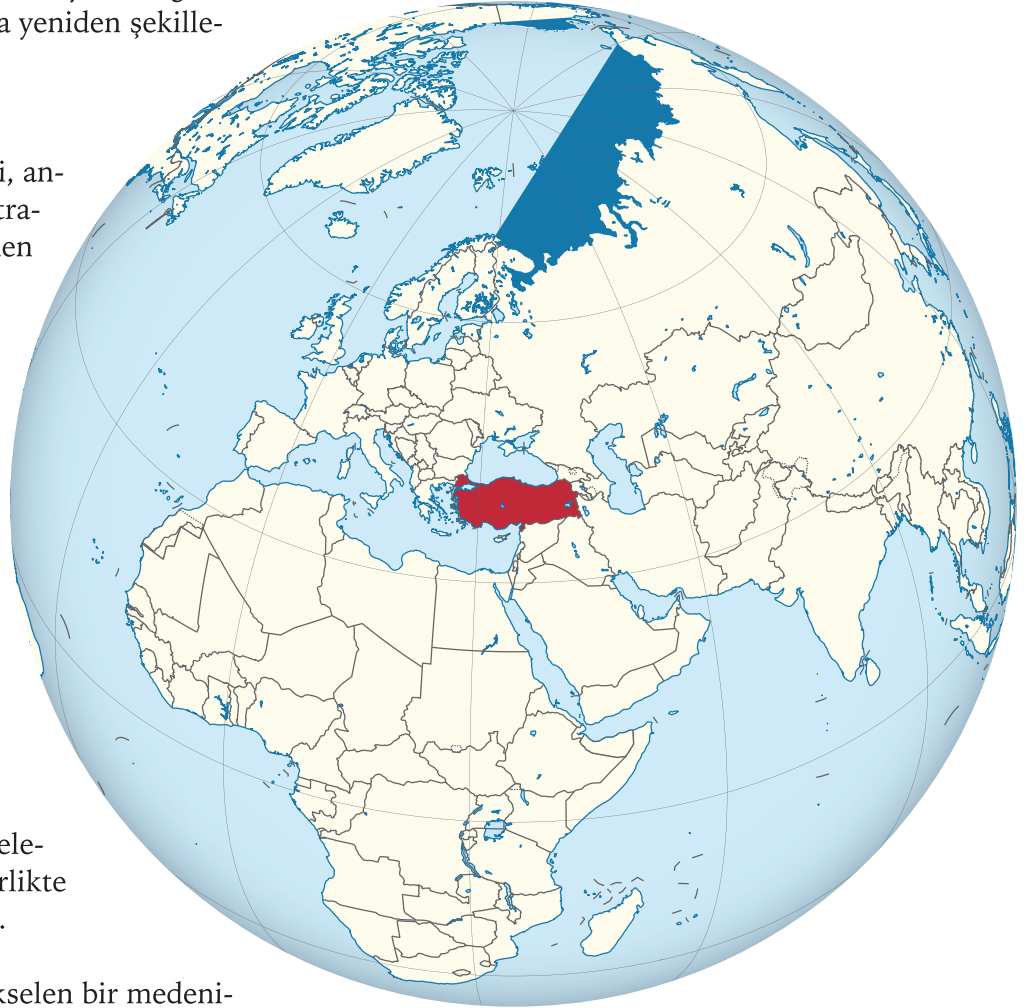 a yeniden şekille-
i, an-
tra-
en
ele-
rlikte
.
kselen bir medeni-